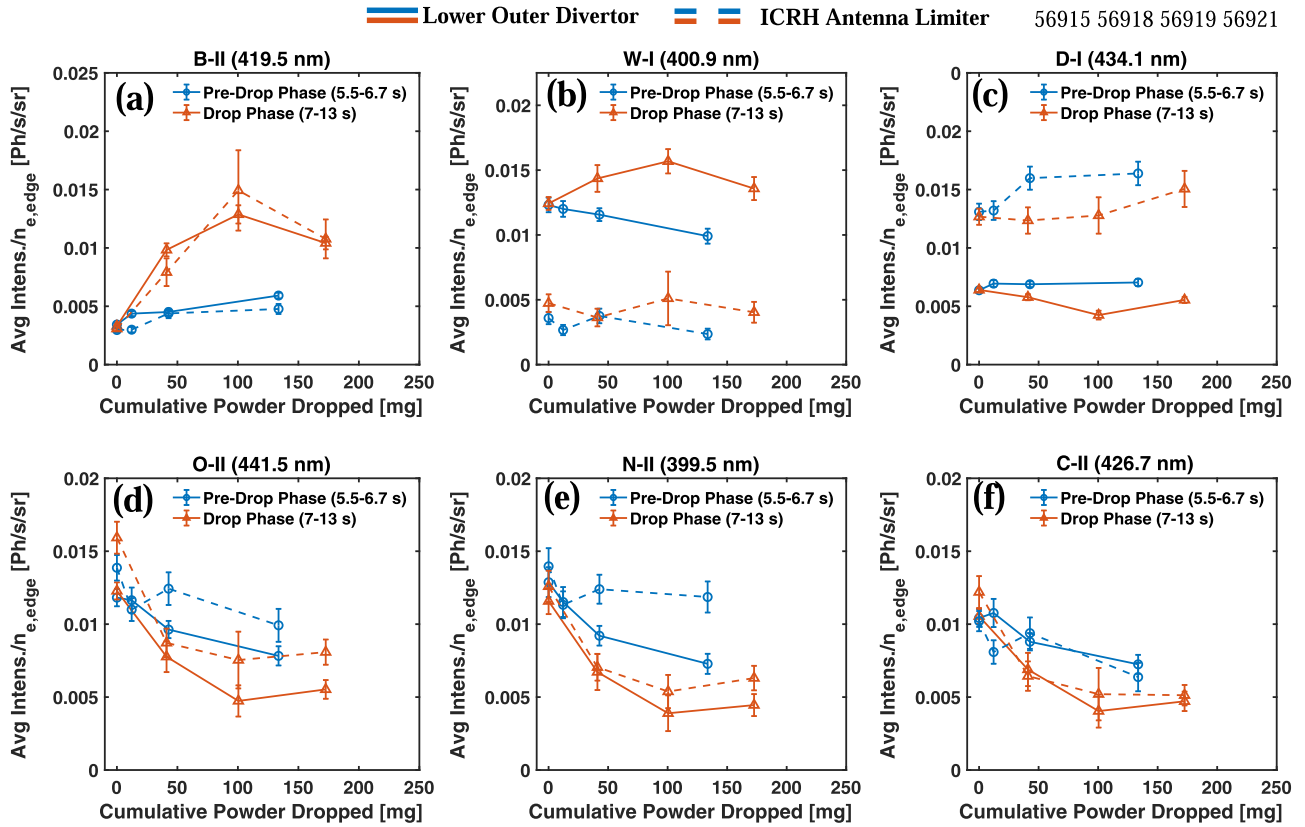 Lower Outer Divertor ICRH Antenna Limiter 56915 56918 56919 56921
B-II (419.5 nm)
(a)
Pre-Drop Phase (5.5-6.7 s)
Drop Phase (7-13 s)
0.025
0.02
0.015
0.01
0.005
0
Avg Intens./n_e,edge [Ph/s/sr]
0 50 100 150 200 250
Cumulative Powder Dropped [mg]
W-I (400.9 nm)
(b)
Pre-Drop Phase (5.5-6.7 s)
Drop Phase (7-13 s)
0.02
0.015
0.01
0.005
0
Avg Intens./n_e,edge [Ph/s/sr]
0 50 100 150 200 250
Cumulative Powder Dropped [mg]
D-I (434.1 nm)
(c)
Pre-Drop Phase (5.5-6.7 s)
Drop Phase (7-13 s)
0
0.02
0.015
0.01
0.005
0
Avg Intens./n_e,edge [Ph/s/sr]
0 50 100 150 200 250
Cumulative Powder Dropped [mg]
O-II (441.5 nm)
(d)
Pre-Drop Phase (5.5-6.7 s)
Drop Phase (7-13 s)
0.02
0.015
0.01
0.005
0
Avg Intens./n_e,edge [Ph/s/sr]
0 50 100 150 200 250
Cumulative Powder Dropped [mg]
N-II (399.5 nm)
(e)
Pre-Drop Phase (5.5-6.7 s)
Drop Phase (7-13 s)
0.02
0.015
0.01
0.005
0
Avg Intens./n_e,edge [Ph/s/sr]
0 50 100 150 200 250
Cumulative Powder Dropped [mg]
C-II (426.7 nm)
(f)
Pre-Drop Phase (5.5-6.7 s)
Drop Phase (7-13 s)
0.02
0.015
0.01
0.005
0
Avg Intens./n_e,edge [Ph/s/sr]
0 50 100 150 200 250
Cumulative Powder Dropped [mg]